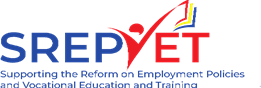 SREPVET
Supporting the Reform on Employment Policies
and Vocational Education and Training